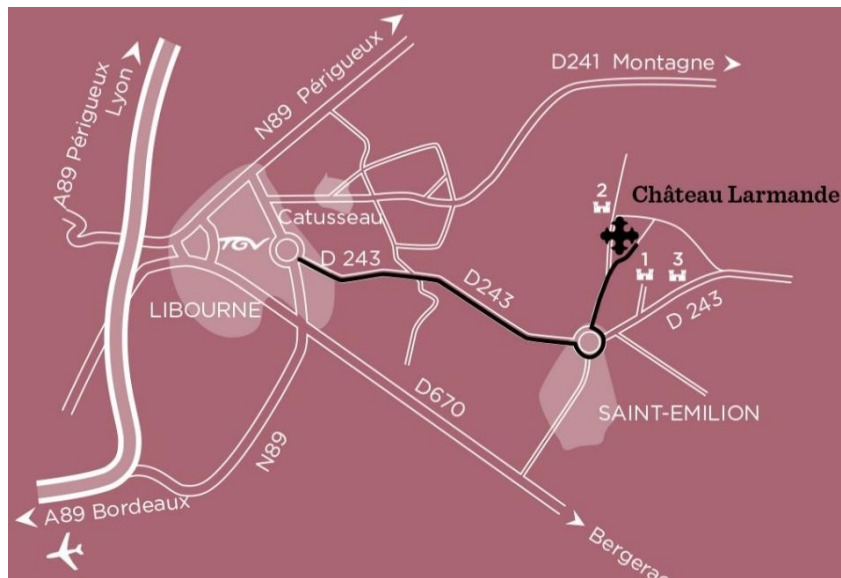 D241 Montagne
N89 Périgueux
A89 Périgueux
Lyon
2
Château Larmande
Catusseau
TGV
D 243
1
3
D243
D 243
LIBOURNE
D670
SAINT-EMILION
N89
A89 Bordeaux
Bergerac